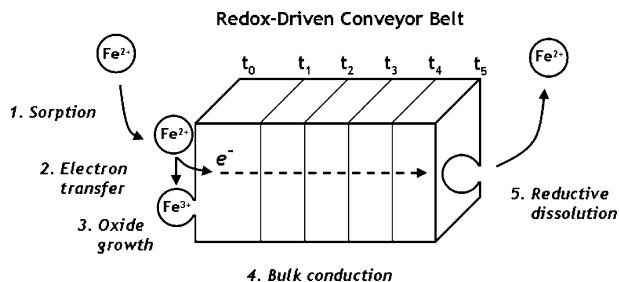 Redox-Driven Conveyor Belt
Fe²⁺
Fe²⁺
t₀ t₁ t₂ t₃ t₄ t₅
1. Sorption
Fe²⁺
2. Electron
transfer
e⁻
Fe³⁺
3. Oxide
growth
5. Reductive
dissolution
4. Bulk conduction